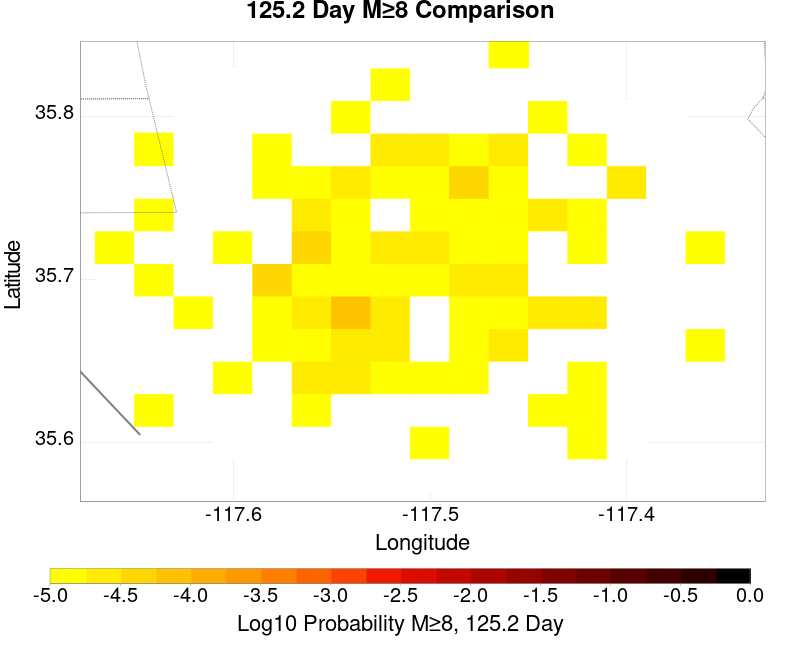 125.2 Day M≥8 Comparison
35.8
35.7
35.6
Latitude
-117.6 -117.5 -117.4
Longitude
-5.0 -4.5 -4.0 -3.5 -3.0 -2.5 -2.0 -1.5 -1.0 -0.5 0.0
Log10 Probability M≥8, 125.2 Day